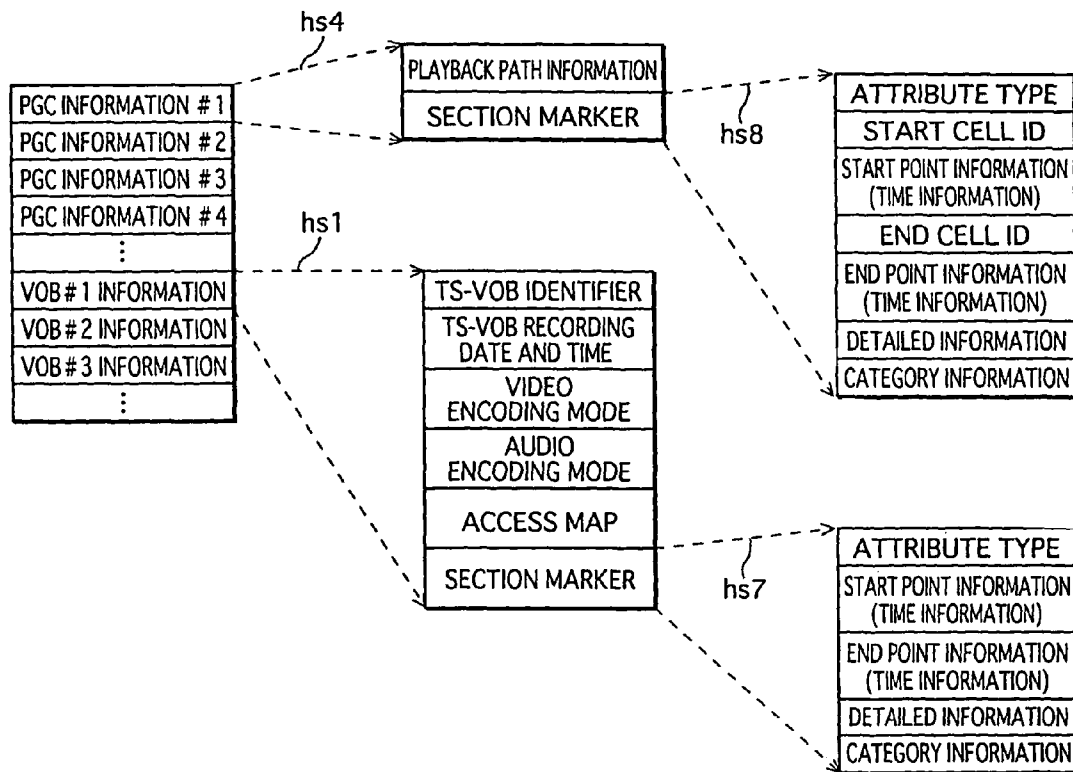 hs4
PGC INFORMATION #1
PGC INFORMATION #2
PGC INFORMATION #3
PGC INFORMATION #4
⋮
VOB#1 INFORMATION
VOB#2 INFORMATION
VOB#3 INFORMATION
⋮
PLAYBACK PATH INFORMATION
SECTION MARKER
hs8
ATTRIBUTE TYPE
START CELL ID
START POINT INFORMATION
(TIME INFORMATION)
END CELL ID
END POINT INFORMATION
(TIME INFORMATION)
DETAILED INFORMATION
CATEGORY INFORMATION
hs1
TS-VOB IDENTIFIER
TS-VOB RECORDING
DATE AND TIME
VIDEO
ENCODING MODE
AUDIO
ENCODING MODE
ACCESS MAP
SECTION MARKER
hs7
ATTRIBUTE TYPE
START POINT INFORMATION
(TIME INFORMATION)
END POINT INFORMATION
(TIME INFORMATION)
DETAILED INFORMATION
CATEGORY INFORMATION